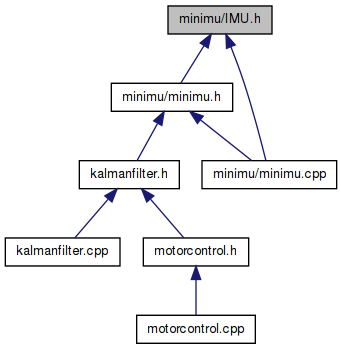 minimu/IMU.h
minimu/minimu.h
kalmanfilter.h
minimu/minimu.cpp
kalmanfilter.cpp
motorcontrol.h
motorcontrol.cpp